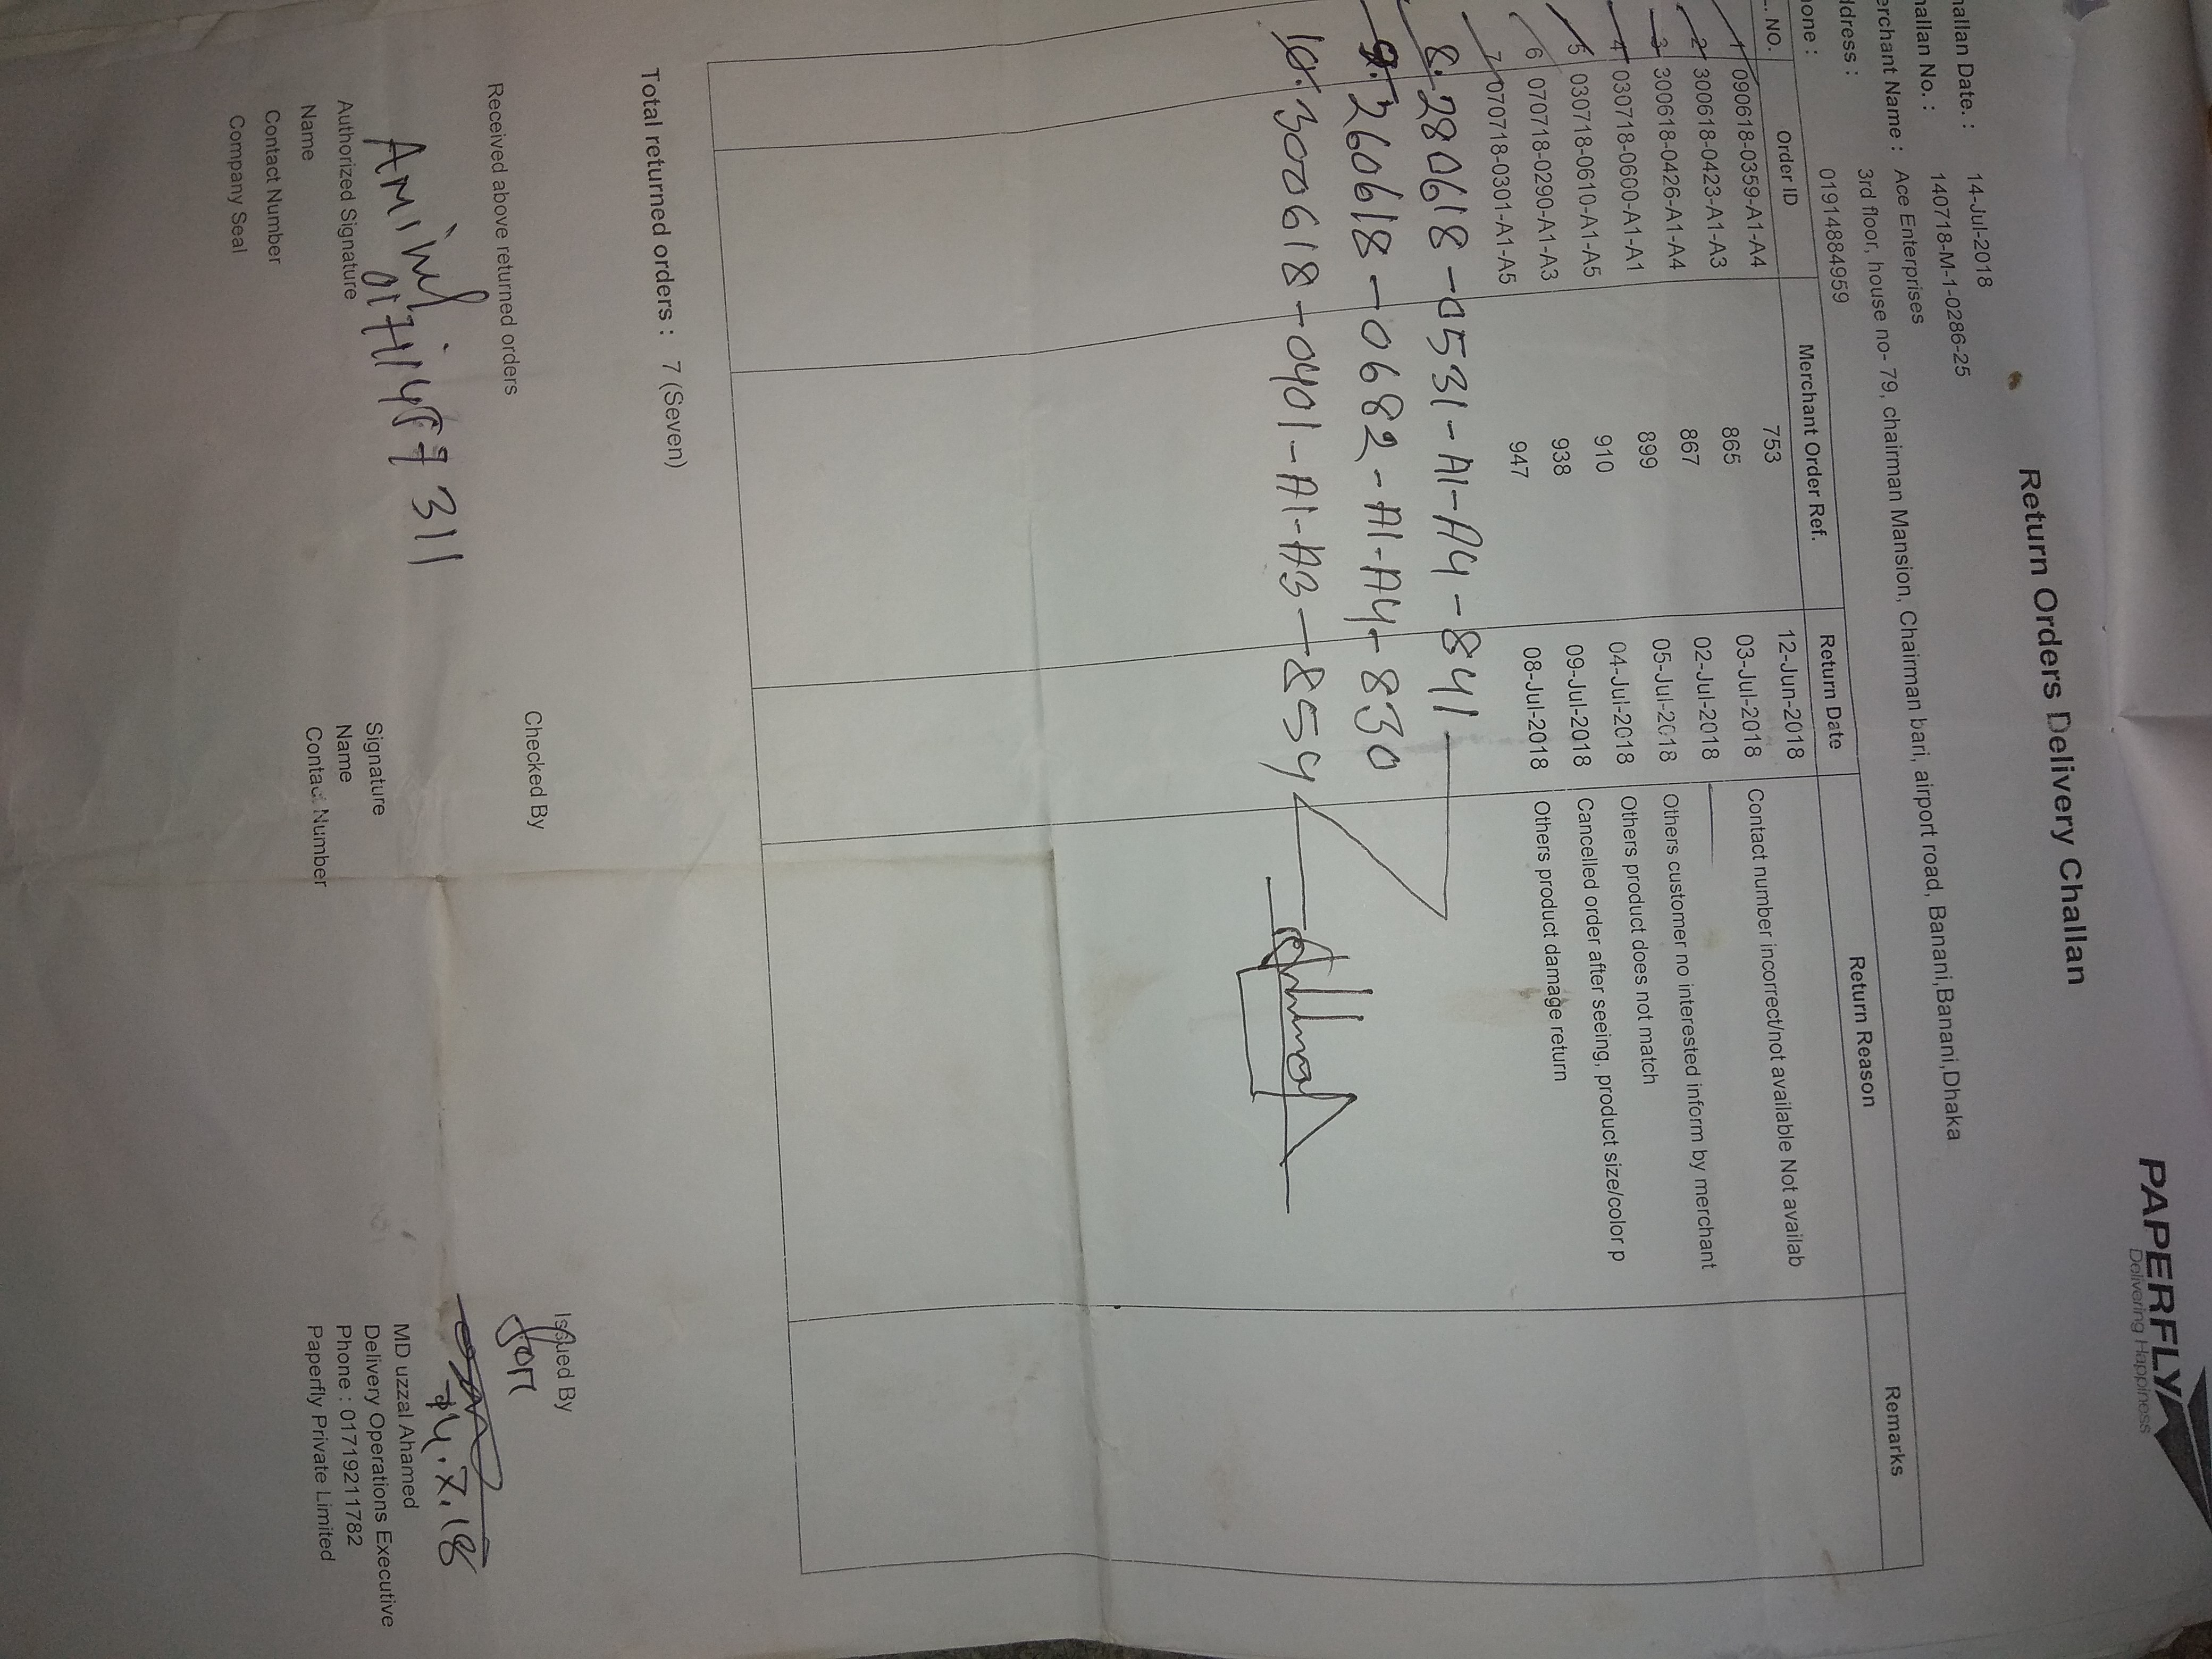 PAPERFLY
Delivering Happiness
Return Orders Delivery Challan
hallan Date. : 14-Jul-2018
hallan No. : 140718-M-1-0286-25
erchant Name : Ace Enterprises
ddress : 3rd floor, house no- 79, chairman Mansion, Chairman bari, airport road, Banani,Banani,Dhaka
one : 01914884959
L. NO. Order ID Merchant Order Ref. Return Date Return Reason Remarks
1 090618-0359-A1-A4 753 12-Jun-2018
2 300618-0423-A1-A3 865 03-Jul-2018 Contact number incorrect/not available Not availab
3 300618-0426-A1-A4 867 02-Jul-2018
4 030718-0600-A1-A1 899 05-Jul-2018 Others customer no interested inform by merchant
5 030718-0610-A1-A5 910 04-Jul-2018 Others product does not match
6 070718-0290-A1-A3 938 09-Jul-2018 Cancelled order after seeing, product size/color p
7 070718-0301-A1-A5 947 08-Jul-2018 Others product damage return
8. 280618-0531-A1-A4-841
9. 260618-0682-A1-A4-830
10. 300618-0401-A1-A3-859
Total returned orders : 7 (Seven)
Received above returned orders Checked By Issued By
for
Aminul
14.7.18
Authorized Signature
Name
Contact Number
Company Seal
Signature
Name
Contact Number
MD uzzal Ahamed
Delivery Operations Executive
Phone : 01719211782
Paperfly Private Limited